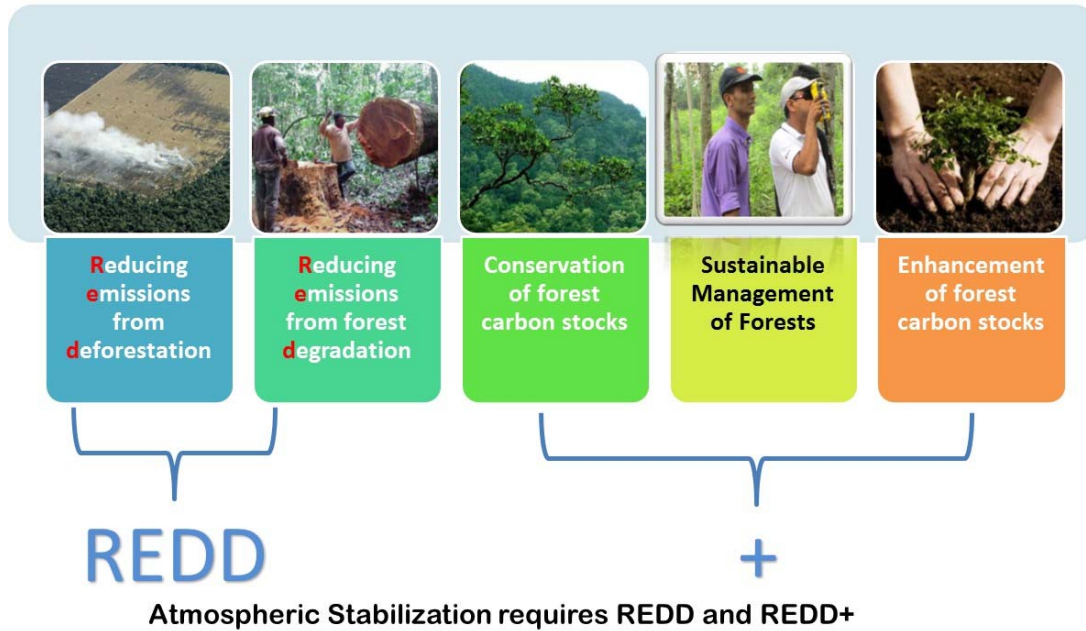 Reducing
emissions
from
deforestation
Reducing
emissions
from forest
degradation
Conservation
of forest
carbon stocks
Sustainable
Management
of Forests
Enhancement
of forest
carbon stocks
REDD
+
Atmospheric Stabilization requires REDD and REDD+